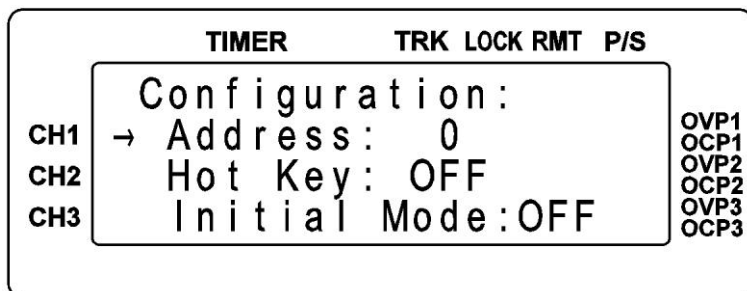 TIMER TRK LOCK RMT P/S
Configuration:
CH1 → Address: 0 OVP1 OCP1
CH2 Hot Key: OFF OVP2 OCP2
CH3 Initial Mode:OFF OVP3 OCP3